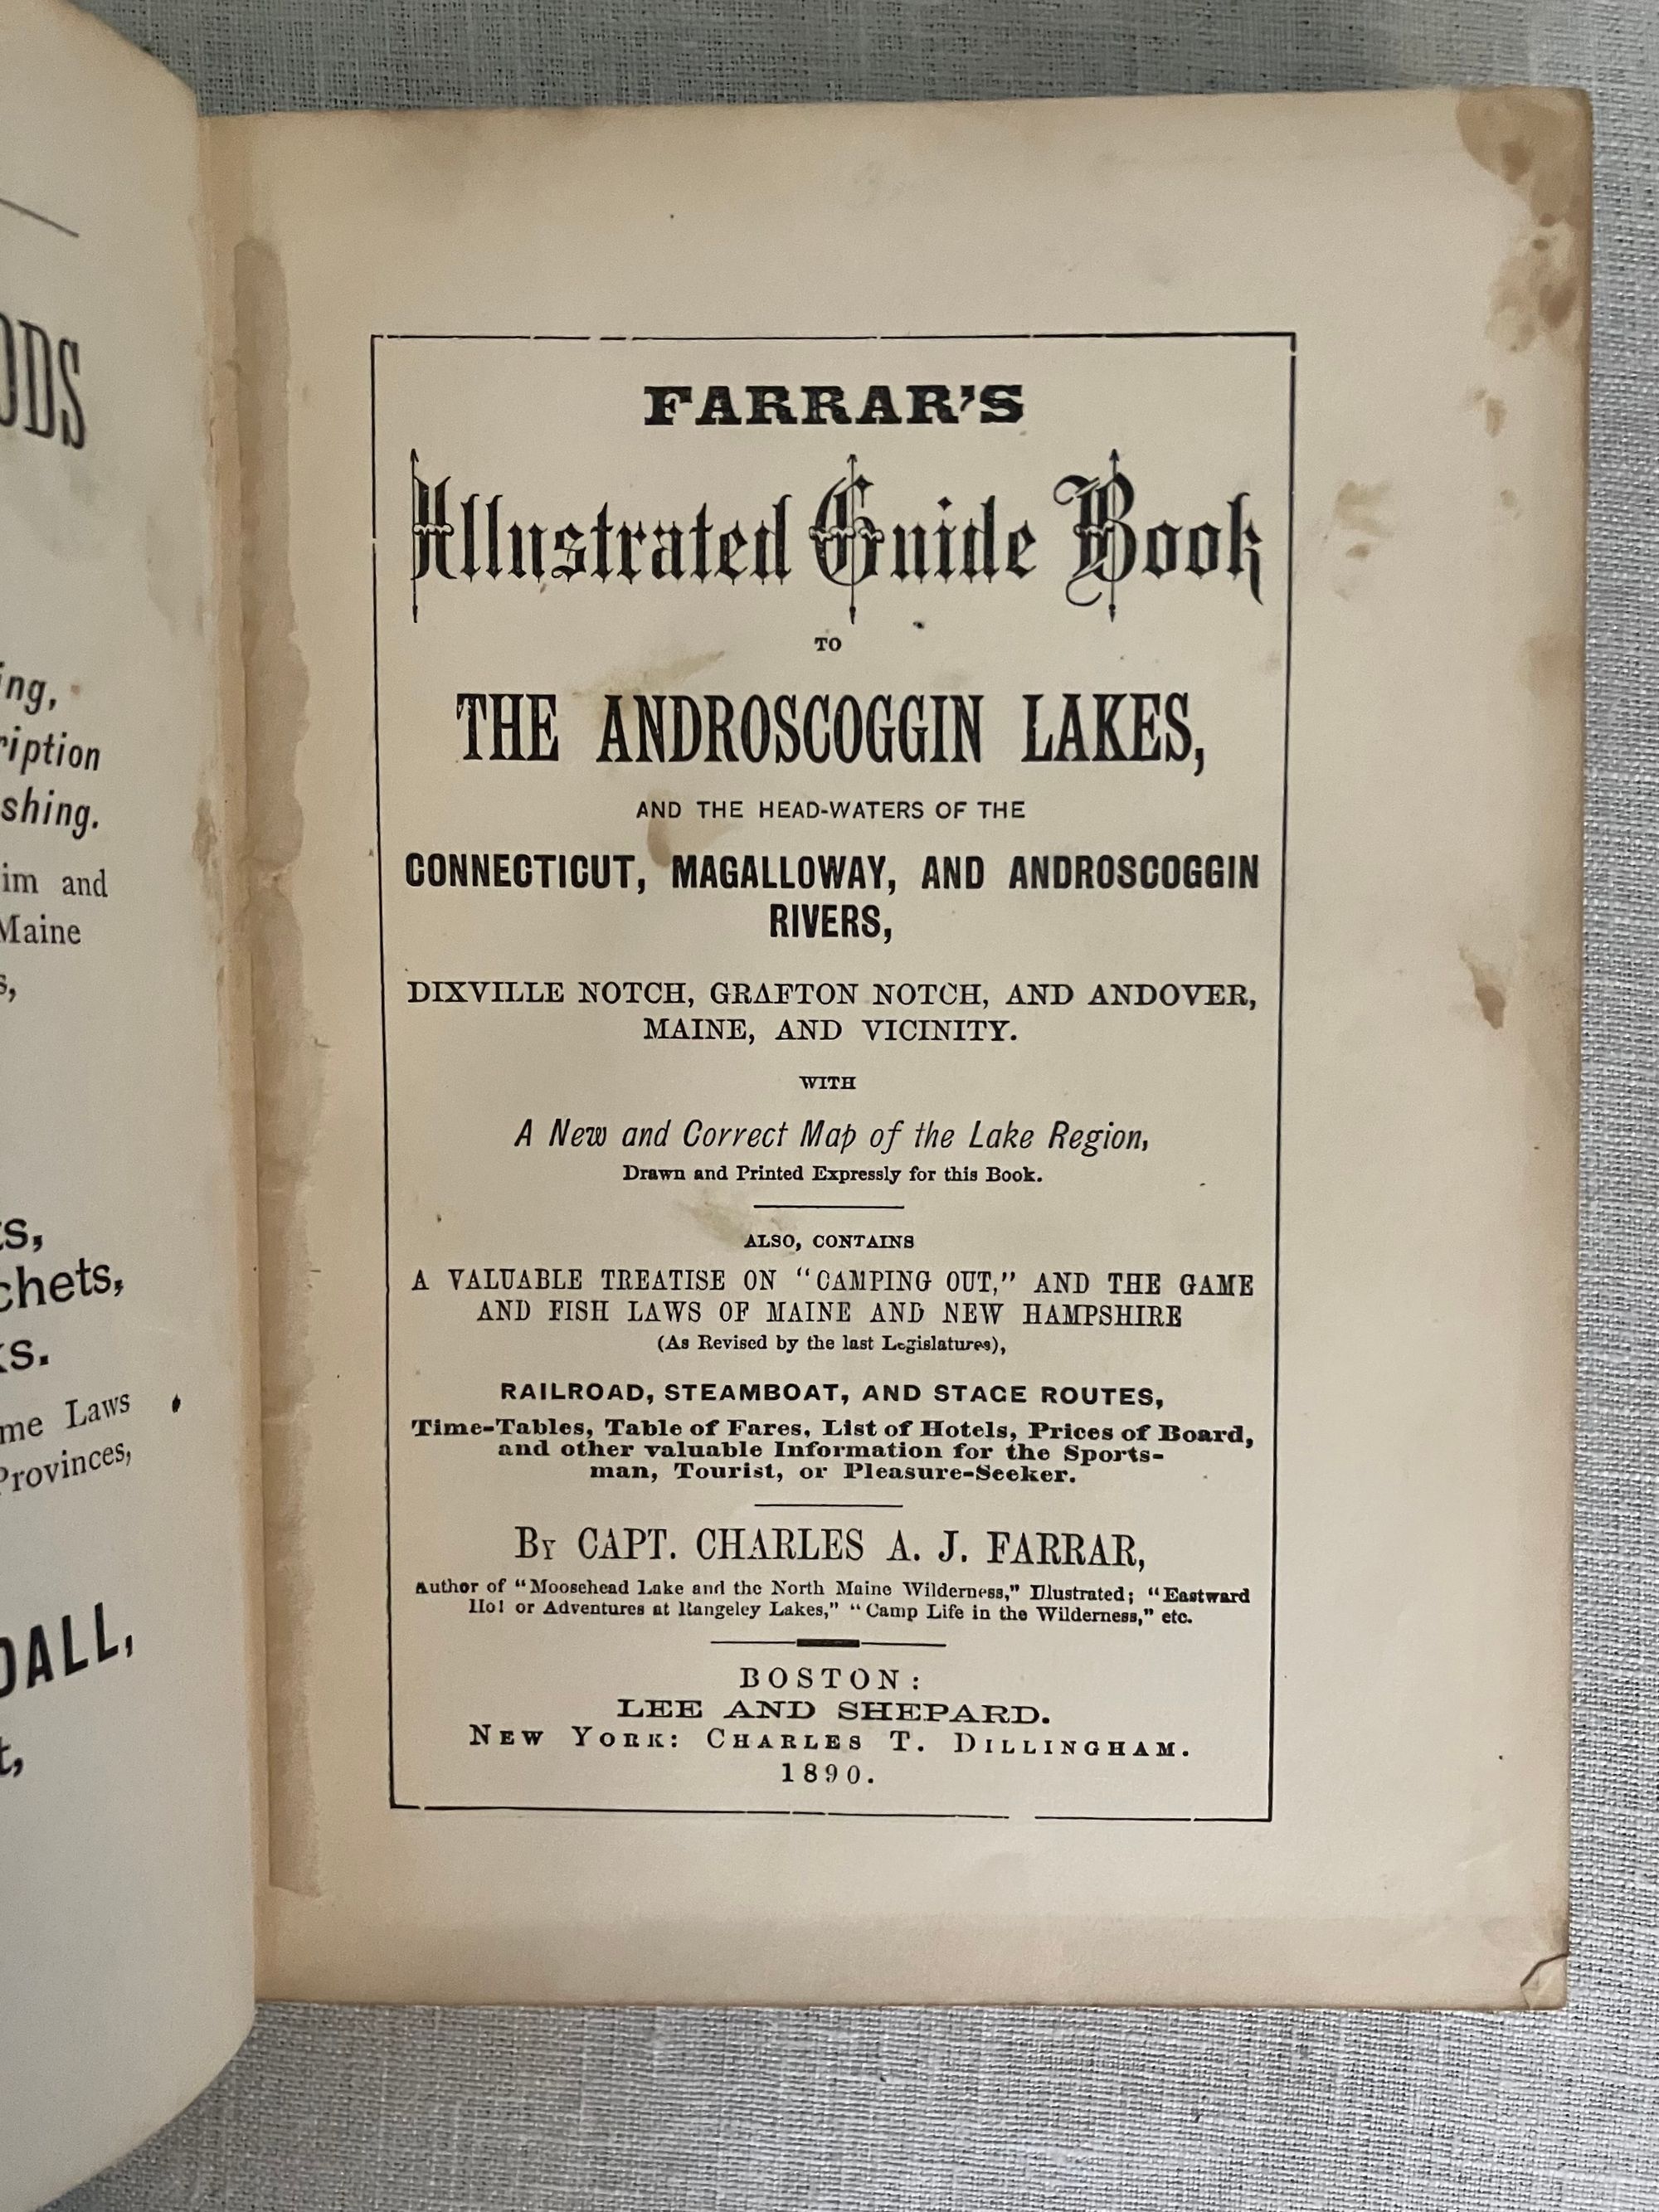 ODS
ing,
ription
shing.
im and
Maine
s,
ts,
chets,
ks.
me Laws
Provinces,
DALL,
t,
FARRAR'S
Illustrated Guide Book
TO
THE ANDROSCOGGIN LAKES,
AND THE HEAD-WATERS OF THE
CONNECTICUT, MAGALLOWAY, AND ANDROSCOGGIN
RIVERS,
DIXVILLE NOTCH, GRAFTON NOTCH, AND ANDOVER,
MAINE, AND VICINITY.
WITH
A New and Correct Map of the Lake Region,
Drawn and Printed Expressly for this Book.
ALSO, CONTAINS
A VALUABLE TREATISE ON "CAMPING OUT," AND THE GAME
AND FISH LAWS OF MAINE AND NEW HAMPSHIRE
(As Revised by the last Legislatures),
RAILROAD, STEAMBOAT, AND STAGE ROUTES,
Time-Tables, Table of Fares, List of Hotels, Prices of Board,
and other valuable Information for the Sports-
man, Tourist, or Pleasure-Seeker.
BY CAPT. CHARLES A. J. FARRAR,
Author of "Moosehead Lake and the North Maine Wilderness," Illustrated; "Eastward
Ho! or Adventures at Rangeley Lakes," "Camp Life in the Wilderness," etc.
BOSTON:
LEE AND SHEPARD.
NEW YORK: CHARLES T. DILLINGHAM.
1890.